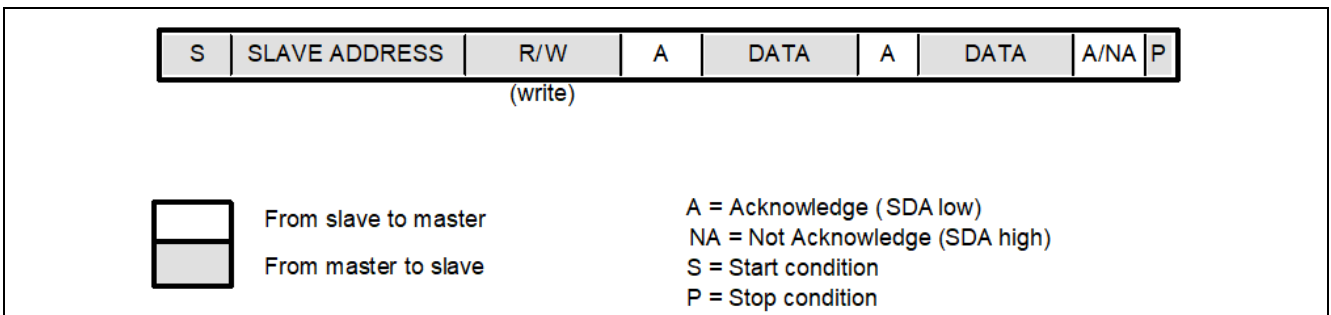 S SLAVE ADDRESS R/W A DATA A DATA A/NA P
(write)
From slave to master
From master to slave
A = Acknowledge (SDA low)
NA = Not Acknowledge (SDA high)
S = Start condition
P = Stop condition